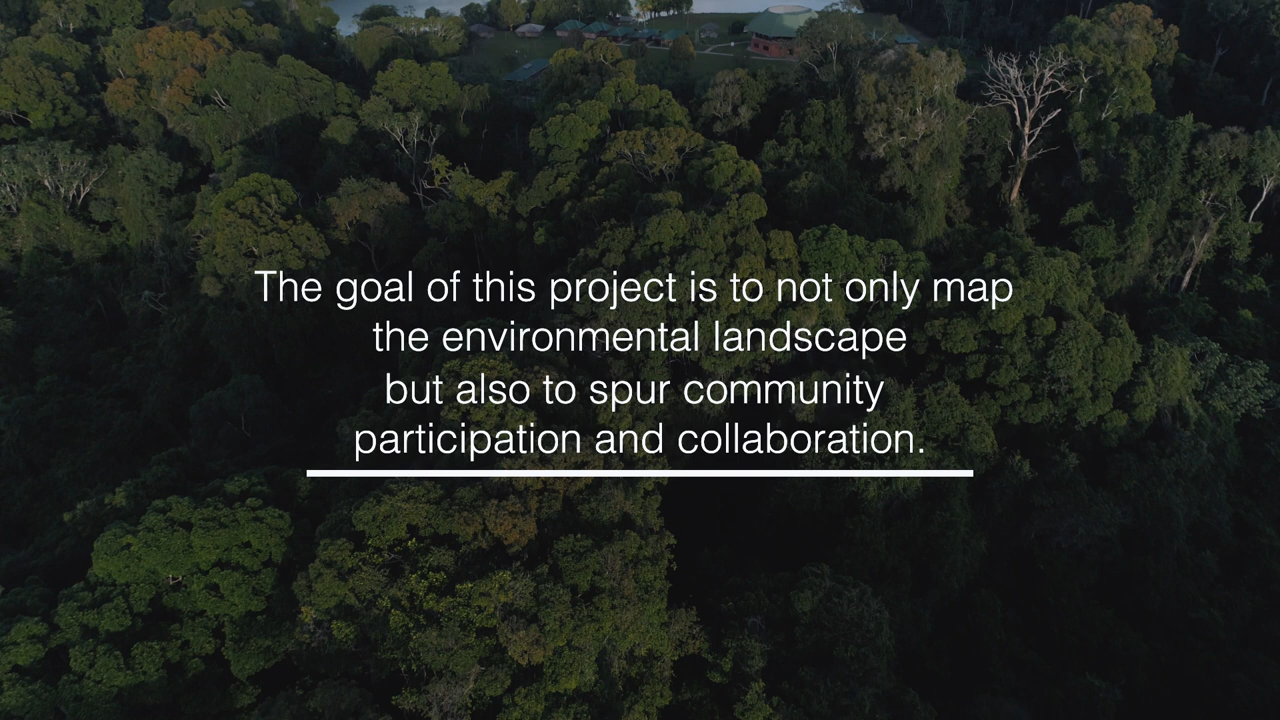 The goal of this project is to not only map
the environmental landscape
but also to spur community
participation and collaboration.